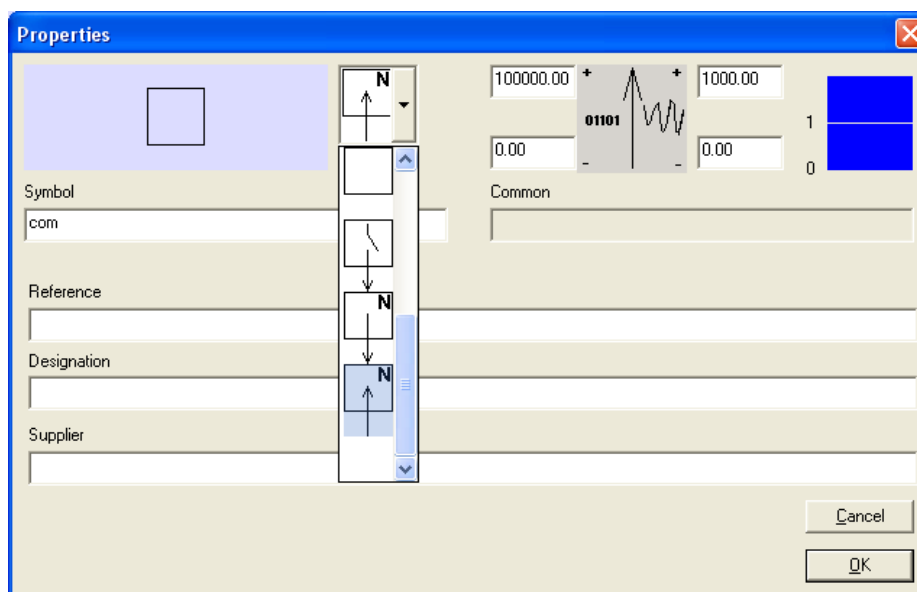 Properties
N
100000.00
+
+
1000.00
01101
1
0.00
-
-
0.00
0
Symbol
Common
com
Reference
N
Designation
N
Supplier
Cancel
OK